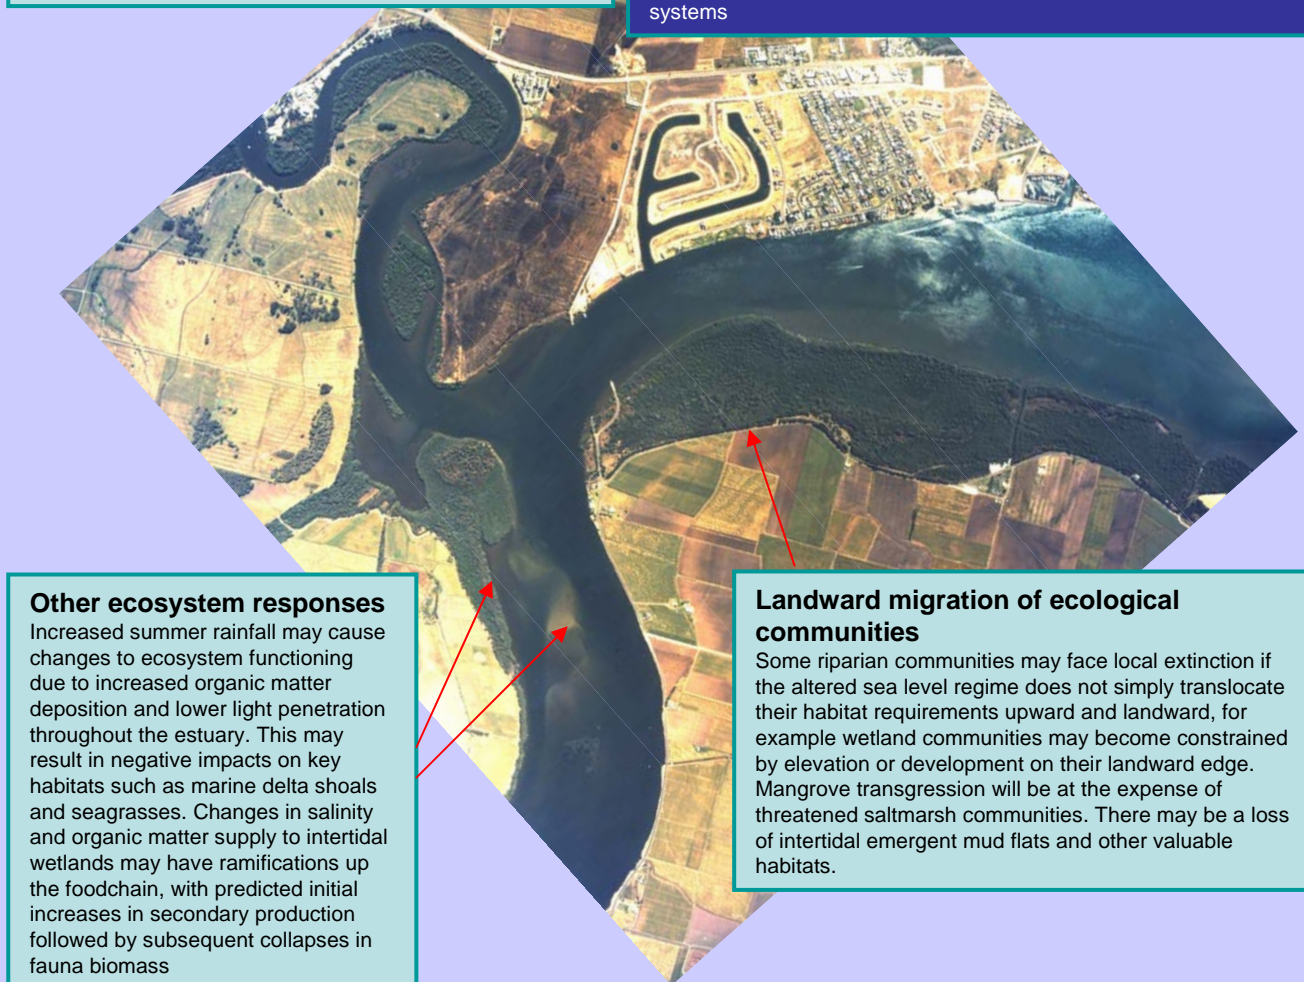 systems
Other ecosystem responses
Increased summer rainfall may cause
changes to ecosystem functioning
due to increased organic matter
deposition and lower light penetration
throughout the estuary. This may
result in negative impacts on key
habitats such as marine delta shoals
and seagrasses. Changes in salinity
and organic matter supply to intertidal
wetlands may have ramifications up
the foodchain, with predicted initial
increases in secondary production
followed by subsequent collapses in
fauna biomass
Landward migration of ecological
communities
Some riparian communities may face local extinction if
the altered sea level regime does not simply translocate
their habitat requirements upward and landward, for
example wetland communities may become constrained
by elevation or development on their landward edge.
Mangrove transgression will be at the expense of
threatened saltmarsh communities. There may be a loss
of intertidal emergent mud flats and other valuable
habitats.